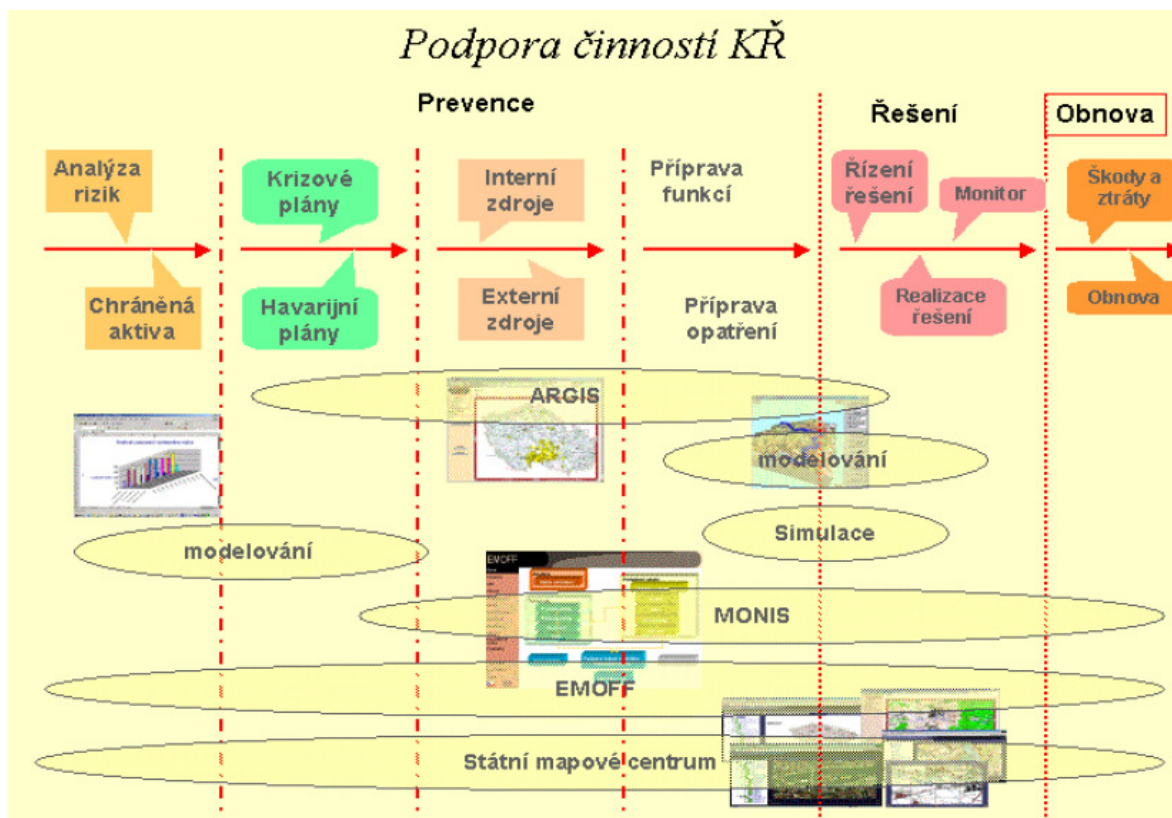 Podpora činností KŘ
Prevence
Řešení
Obnova
Analýza
rizik
Krizové
plány
Interní
zdroje
Příprava
funkcí
Řízení
řešení
Monitor
Škody a
ztráty
Chráněná
aktiva
Havarijní
plány
Externí
zdroje
Příprava
opatření
Realizace
řešení
Obnova
ARGIS
modelování
Simulace
modelování
EMOFF
MONIS
EMOFF
Státní mapové centrum